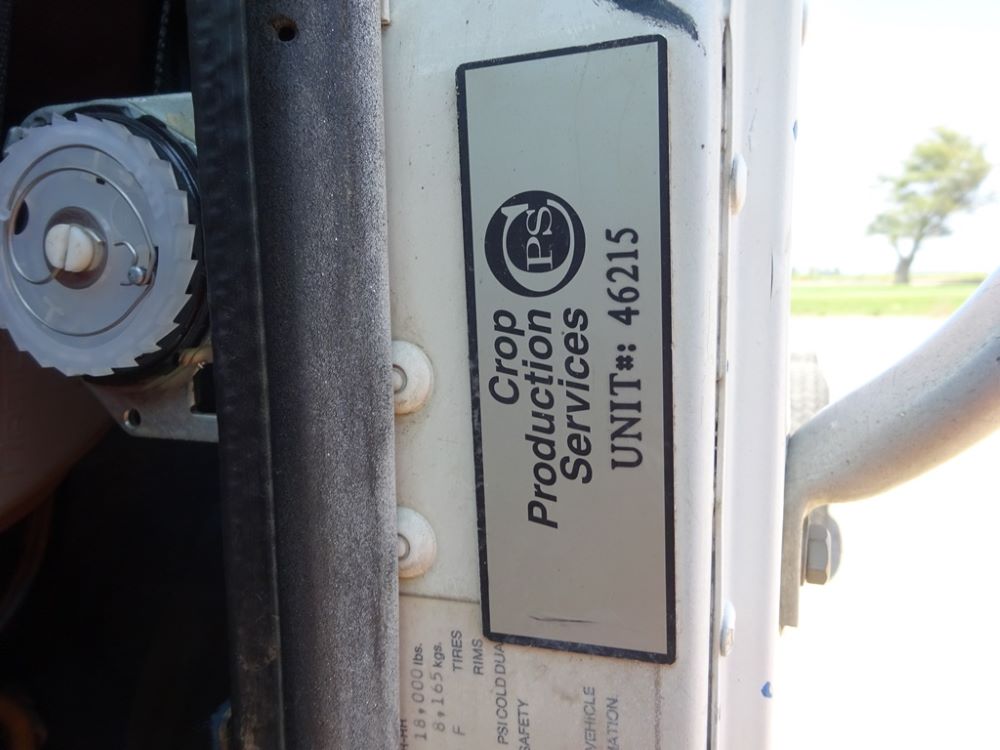 CPS
Crop
Production
Services
UNIT#: 46215
18,000 lbs.
8,165 kgs.
F TIRES
RIMS
PSI COLD DUA
SAFETY
VEHICLE
MATION